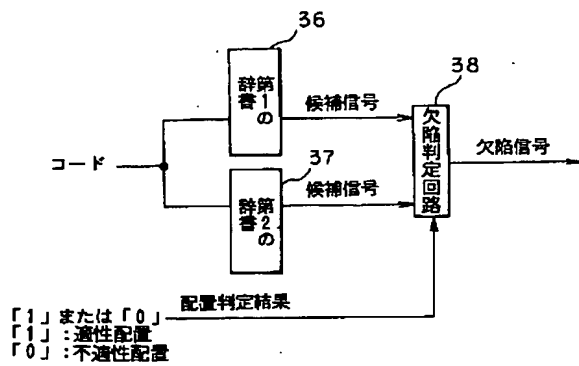 36
第1の
辞書
候補信号
38
欠陥判定回路
欠陥信号
コード
37
第2の
辞書
候補信号
配置判定結果
「1」または「0」
「1」:適性配置
「0」:不適性配置